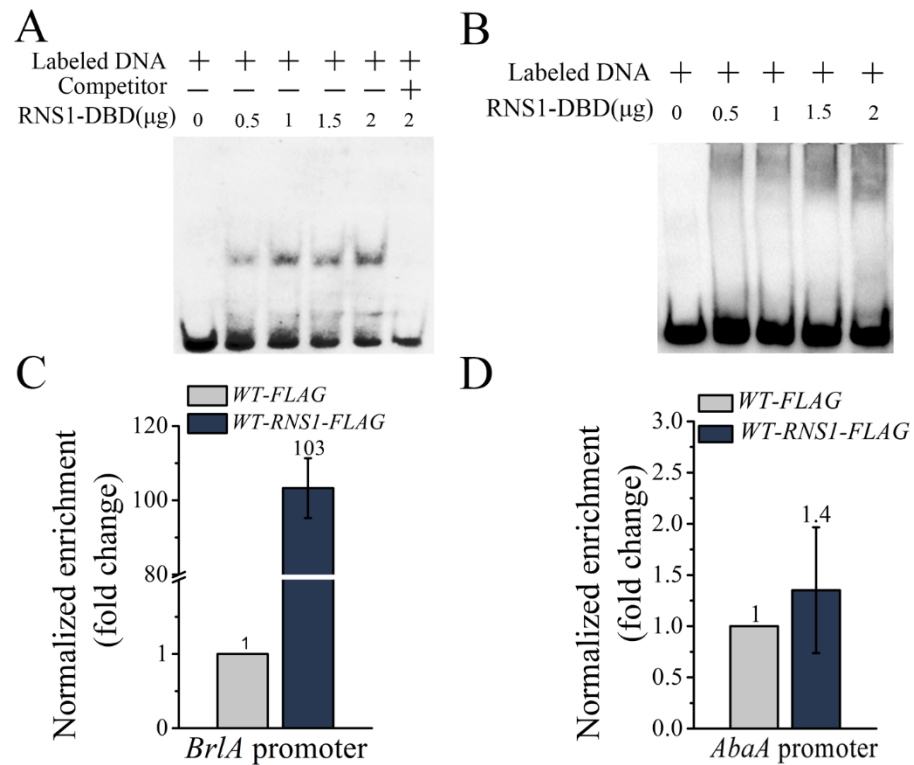 A
Labeled DNA + + + + + +
Competitor — — — — — +
RNS1-DBD(μg) 0 0.5 1 1.5 2 2
B
Labeled DNA + + + + +
RNS1-DBD(μg) 0 0.5 1 1.5 2
C
WT-FLAG
WT-RNS1-FLAG
Normalized enrichment
(fold change)
120
100
80
1
0
1
103
BrlA promoter
D
WT-FLAG
WT-RNS1-FLAG
Normalized enrichment
(fold change)
3.0
2.5
2.0
1.5
1.0
0.5
0.0
1
1.4
AbaA promoter